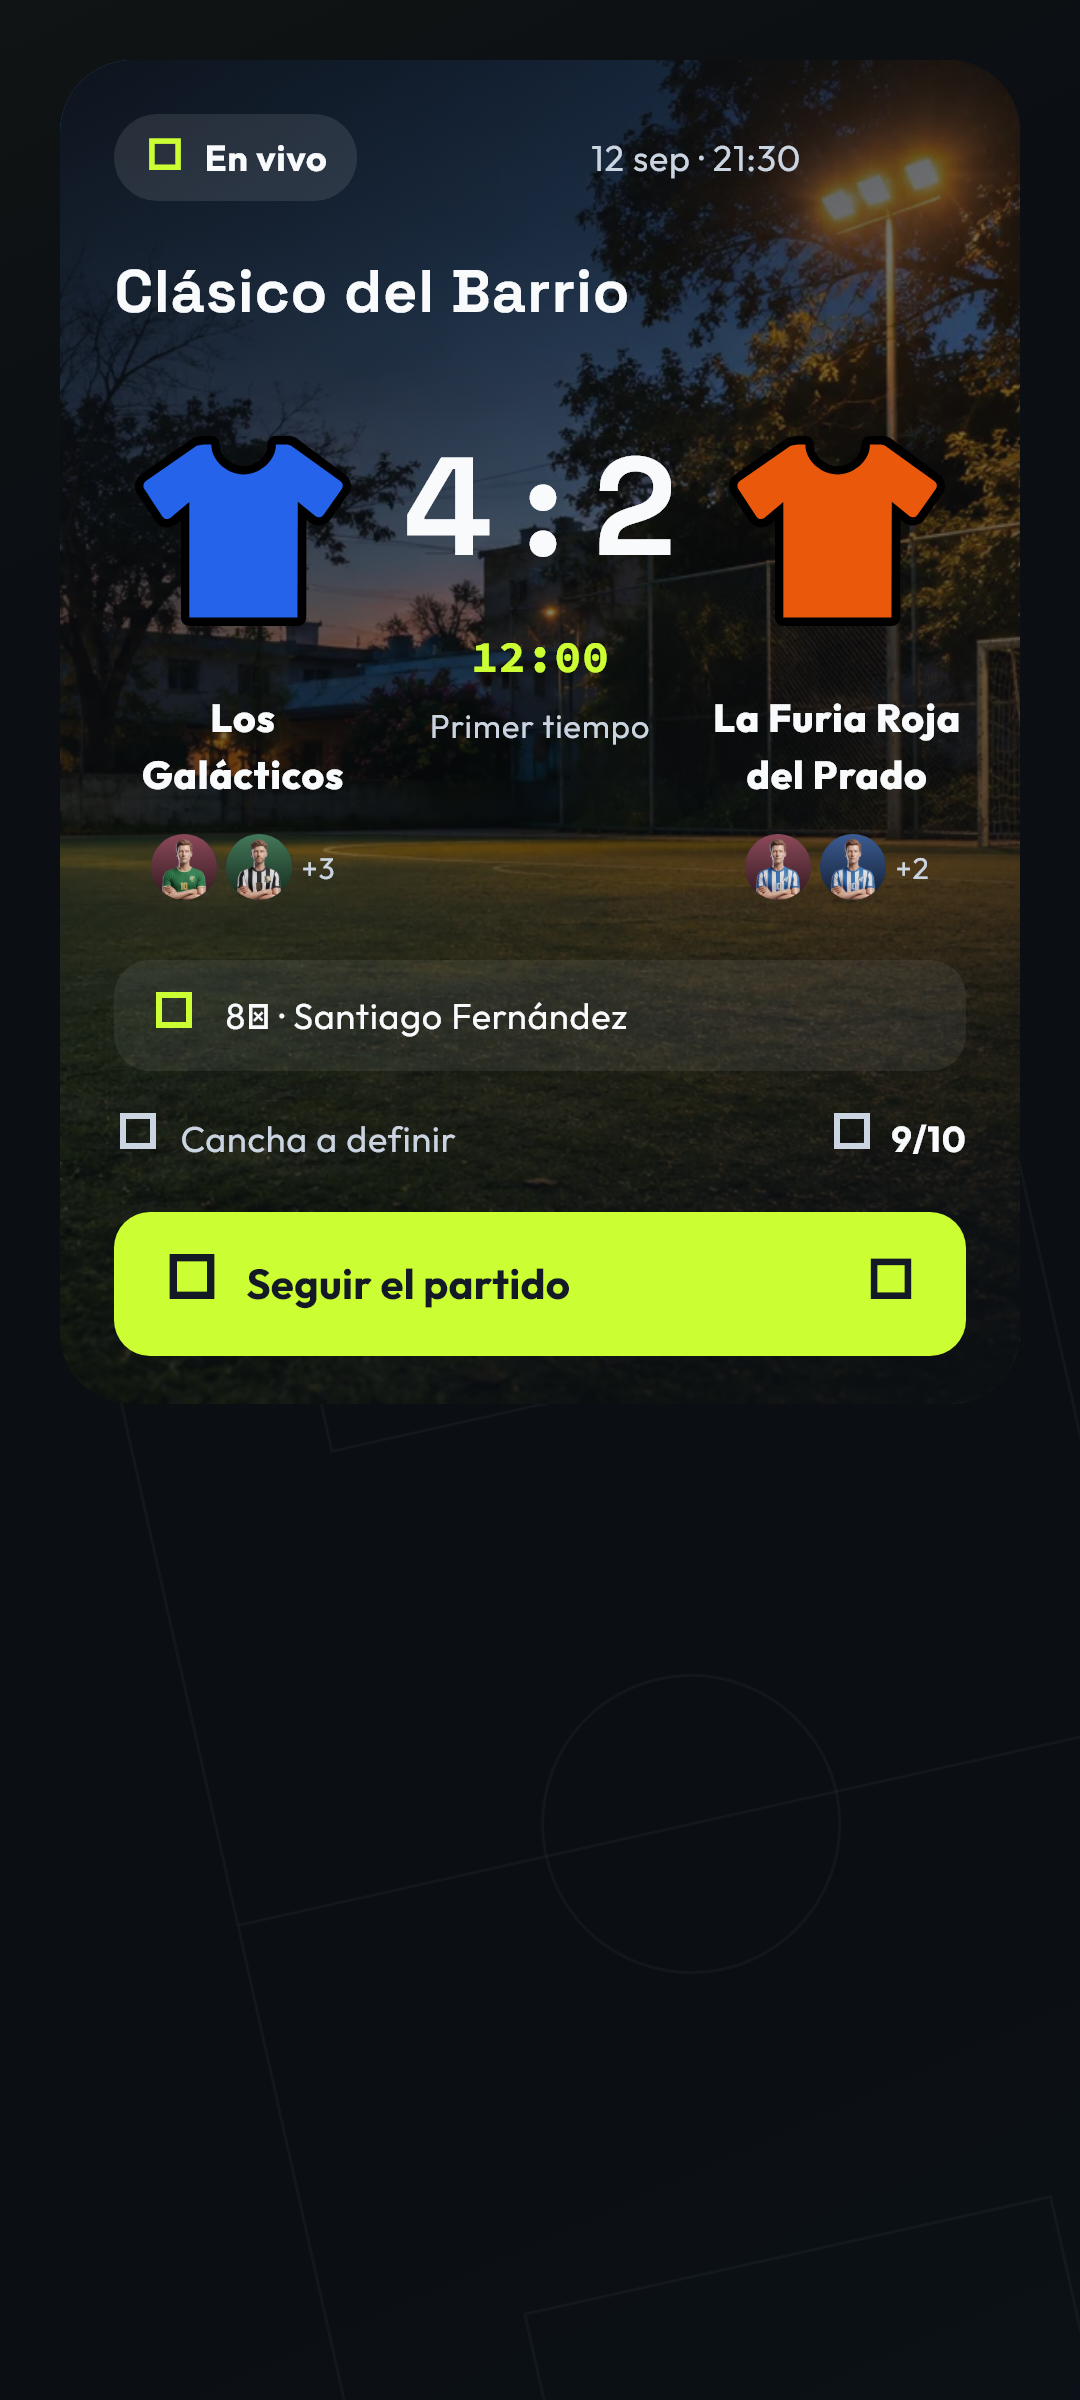 En vivo
12 sep · 21:30
Clásico del Barrio
4 : 2
12:00
Primer tiempo
Los
Galácticos
La Furia Roja
del Prado
+3
+2
8 · Santiago Fernández
Cancha a definir
9/10
Seguir el partido